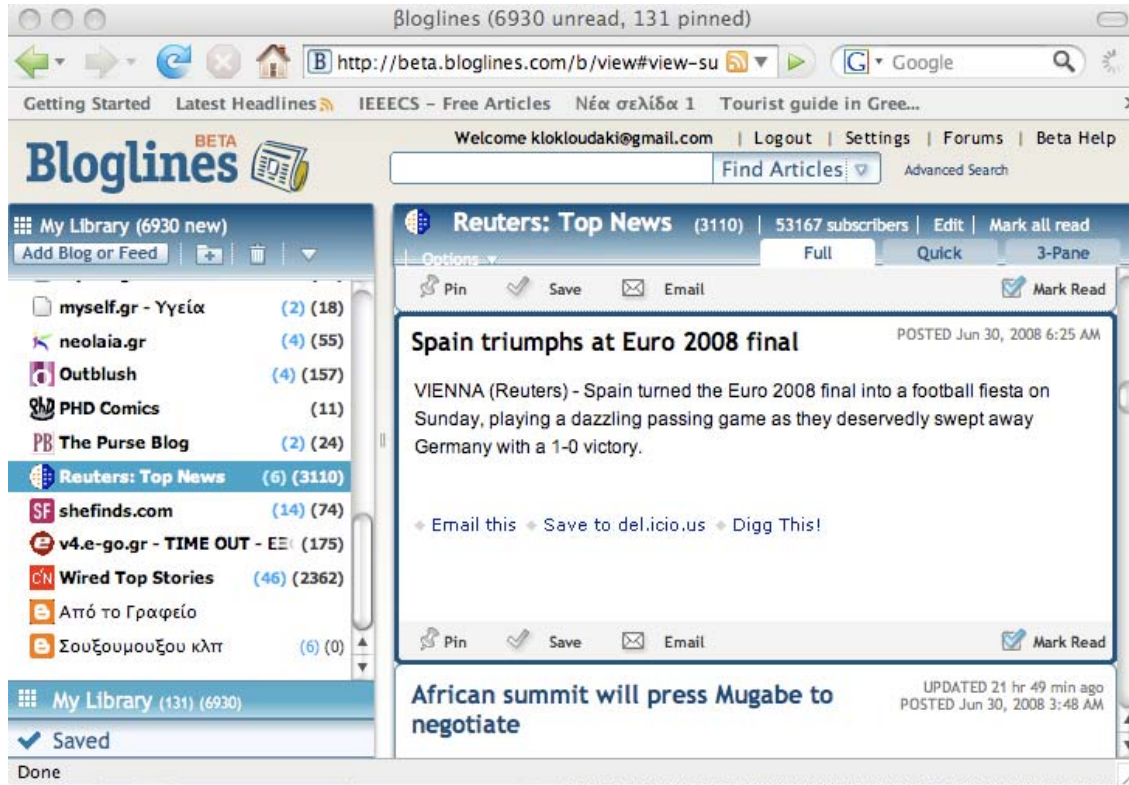 βloglines (6930 unread, 131 pinned)
B http://beta.bloglines.com/b/view#view-su G Google
Getting Started Latest Headlines IEEECS – Free Articles Νέα σελίδα 1 Tourist guide in Gree...
Bloglines BETA
Welcome klokloudaki@gmail.com | Logout | Settings | Forums | Beta Help
Find Articles Advanced Search
My Library (6930 new)
Add Blog or Feed
myself.gr - Υγεία (2) (18)
neolaia.gr (4) (55)
Outblush (4) (157)
PHD Comics (11)
PB The Purse Blog (2) (24)
Reuters: Top News (6) (3110)
SF shefinds.com (14) (74)
v4.e-go.gr - TIME OUT - ΕΞ (175)
Wired Top Stories (46) (2362)
Από το Γραφείο
Σουξουμουξου κλπ (6) (0)
My Library (131) (6930)
Saved
Reuters: Top News (3110) | 53167 subscribers | Edit | Mark all read
Options Full Quick 3-Pane
Pin Save Email Mark Read
Spain triumphs at Euro 2008 final POSTED Jun 30, 2008 6:25 AM
VIENNA (Reuters) - Spain turned the Euro 2008 final into a football fiesta on
Sunday, playing a dazzling passing game as they deservedly swept away
Germany with a 1-0 victory.
Email this Save to del.icio.us Digg This!
Pin Save Email Mark Read
African summit will press Mugabe to
negotiate
UPDATED 21 hr 49 min ago
POSTED Jun 30, 2008 3:48 AM
Done